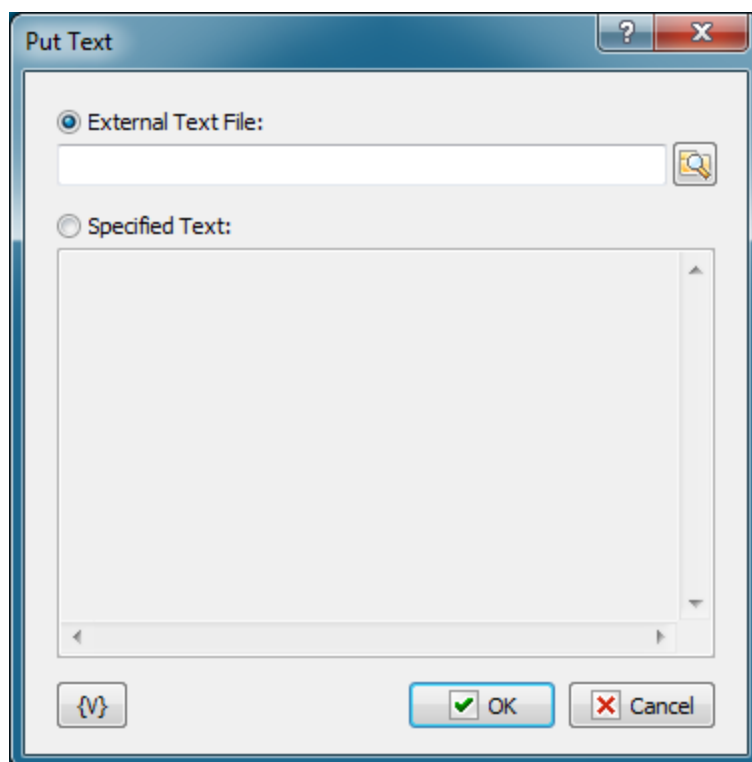 Put Text
?
External Text File:
Specified Text:
{V}
OK
Cancel